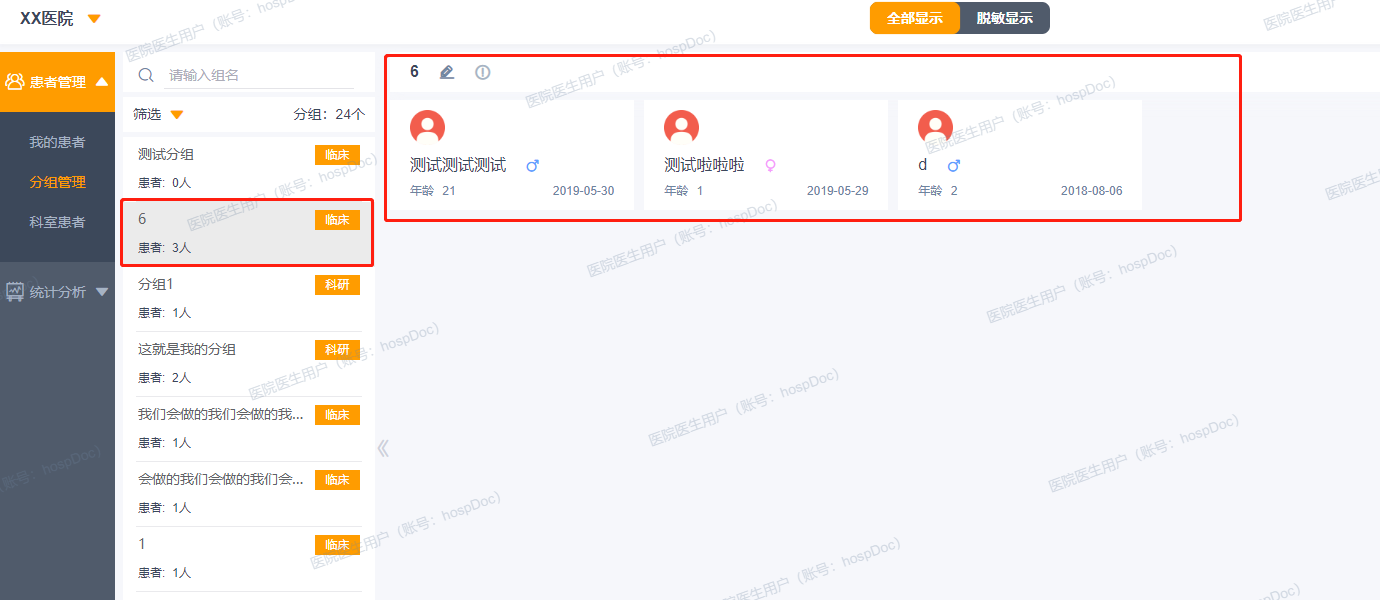 XX医院
全部显示
脱敏显示
患者管理
我的患者
分组管理
科室患者
统计分析
请输入组名
筛选
分组：24个
测试分组
临床
患者：0人
6
临床
患者：3人
分组1
科研
患者：1人
这就是我的分组
科研
患者：2人
我们会做的我们会做的我...
临床
患者：1人
会做的我们会做的我们会...
临床
患者：1人
1
临床
患者：1人
6
测试测试测试
年龄 21
2019-05-30
测试啦啦啦
年龄 1
2019-05-29
d
年龄 2
2018-08-06
医院医生用户（账号：hospDoc）